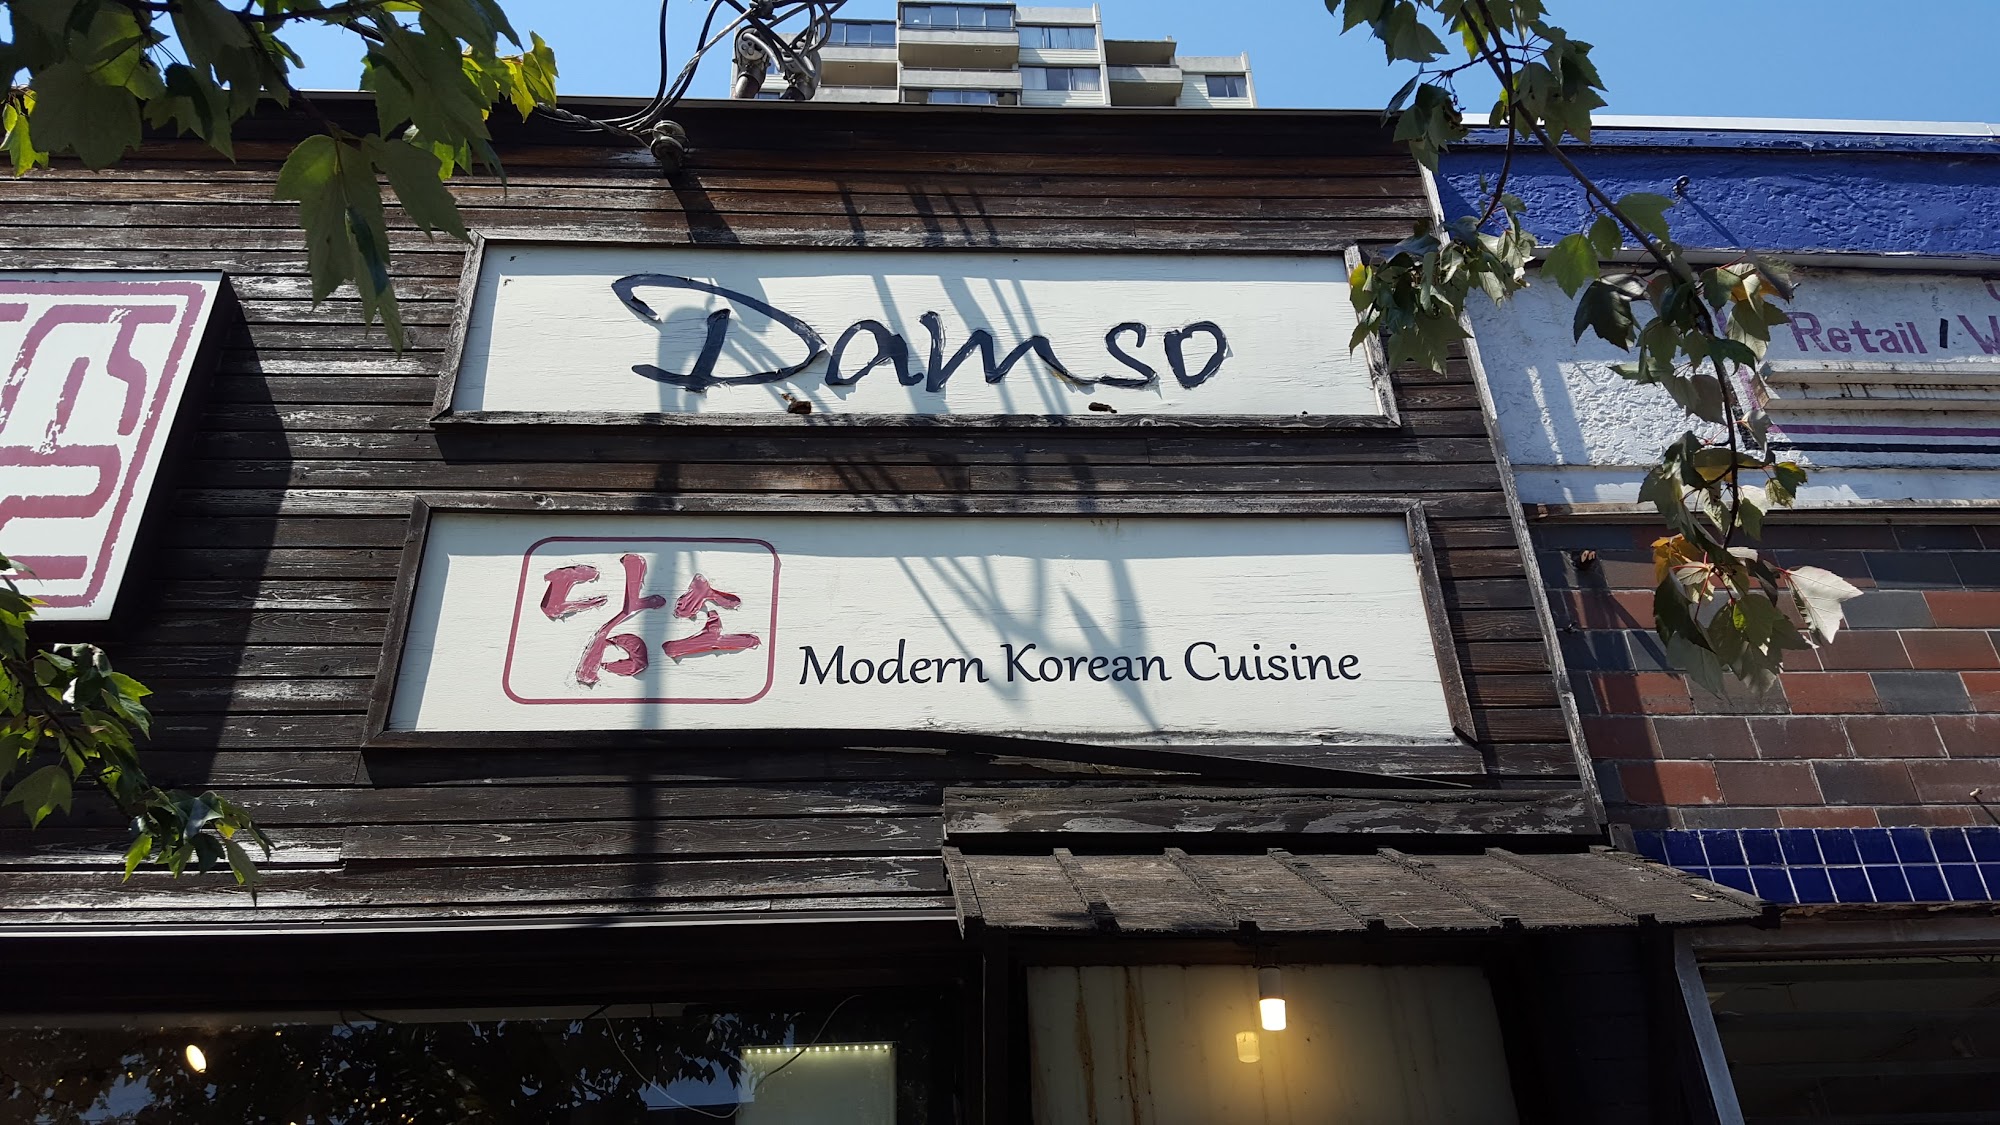 Damso
담소 Modern Korean Cuisine
Retail / W